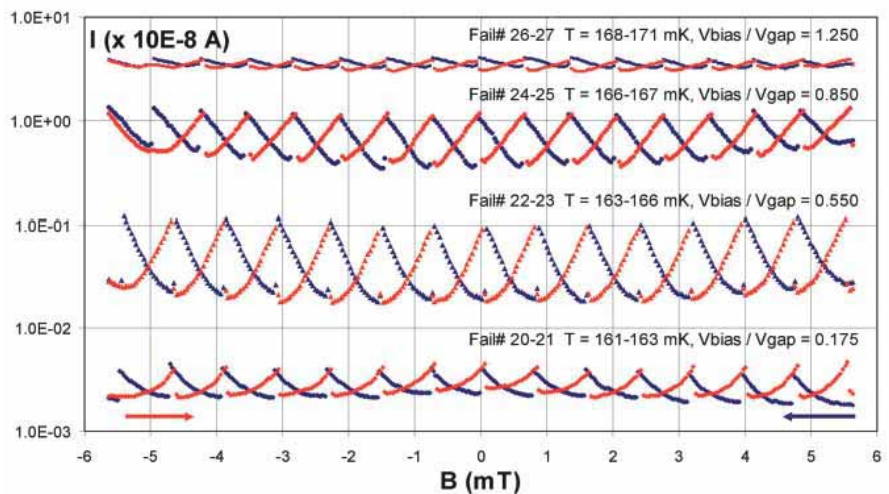 1.0E+01
I (x 10E-8 A)
Fail# 26-27 T = 168-171 mK, Vbias / Vgap = 1.250
Fail# 24-25 T = 166-167 mK, Vbias / Vgap = 0.850
1.0E+00
Fail# 22-23 T = 163-166 mK, Vbias / Vgap = 0.550
1.0E-01
1.0E-02
Fail# 20-21 T = 161-163 mK, Vbias / Vgap = 0.175
1.0E-03
-6 -5 -4 -3 -2 -1 0 1 2 3 4 5 6
B (mT)